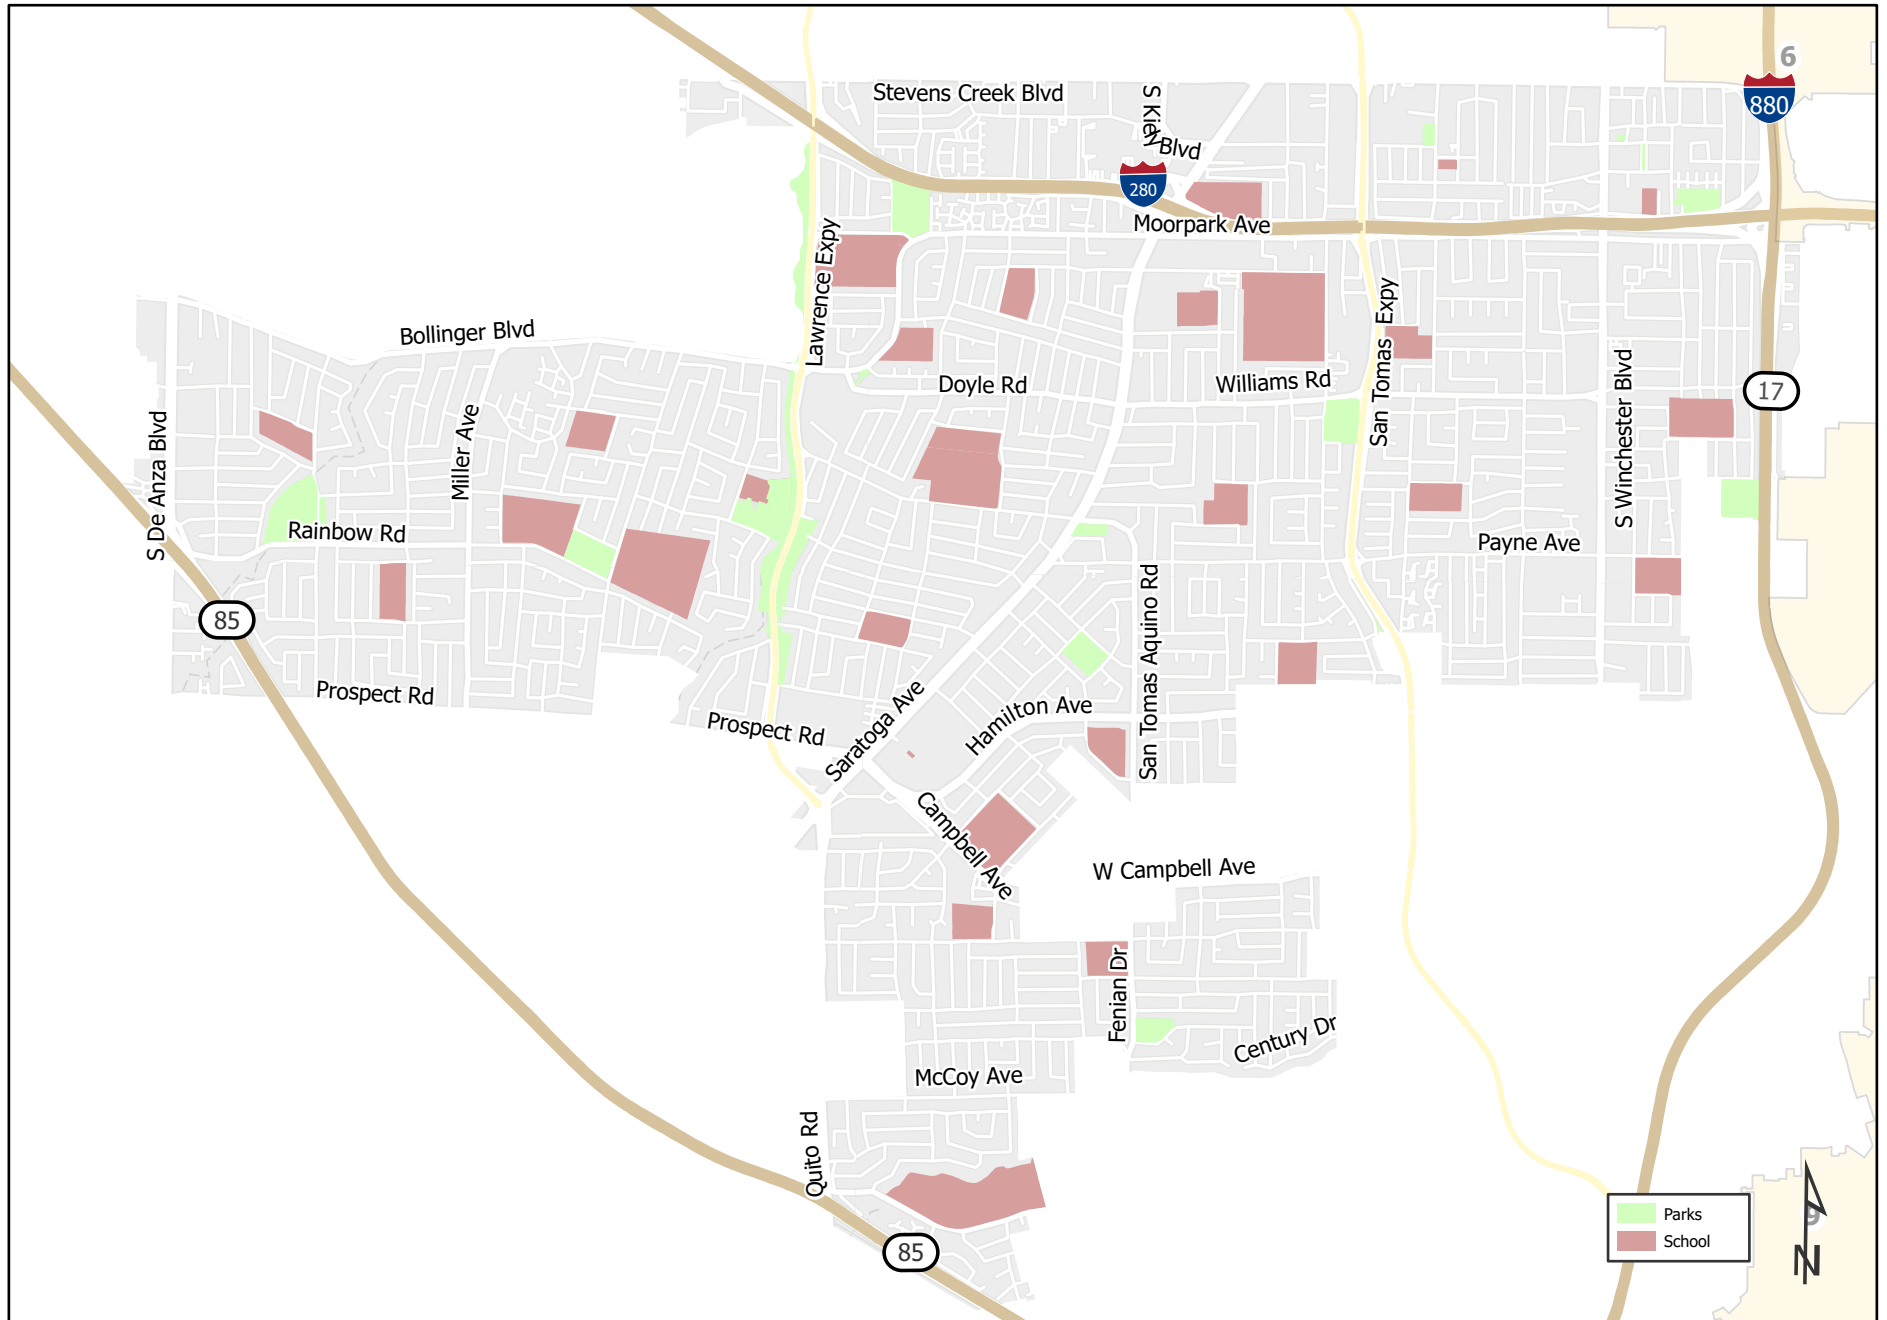 6
Stevens Creek Blvd
S Kiely Blvd
880
280
Moorpark Ave
Lawrence Expy
San Tomas Expy
Bollinger Blvd
Doyle Rd
Williams Rd
S Winchester Blvd
17
Miller Ave
S De Anza Blvd
Rainbow Rd
Payne Ave
San Tomas Aquino Rd
85
Prospect Rd
Prospect Rd
Saratoga Ave
Hamilton Ave
Campbell Ave
W Campbell Ave
Fenian Dr
Century Dr
McCoy Ave
Quito Rd
85
Parks
School
9
N